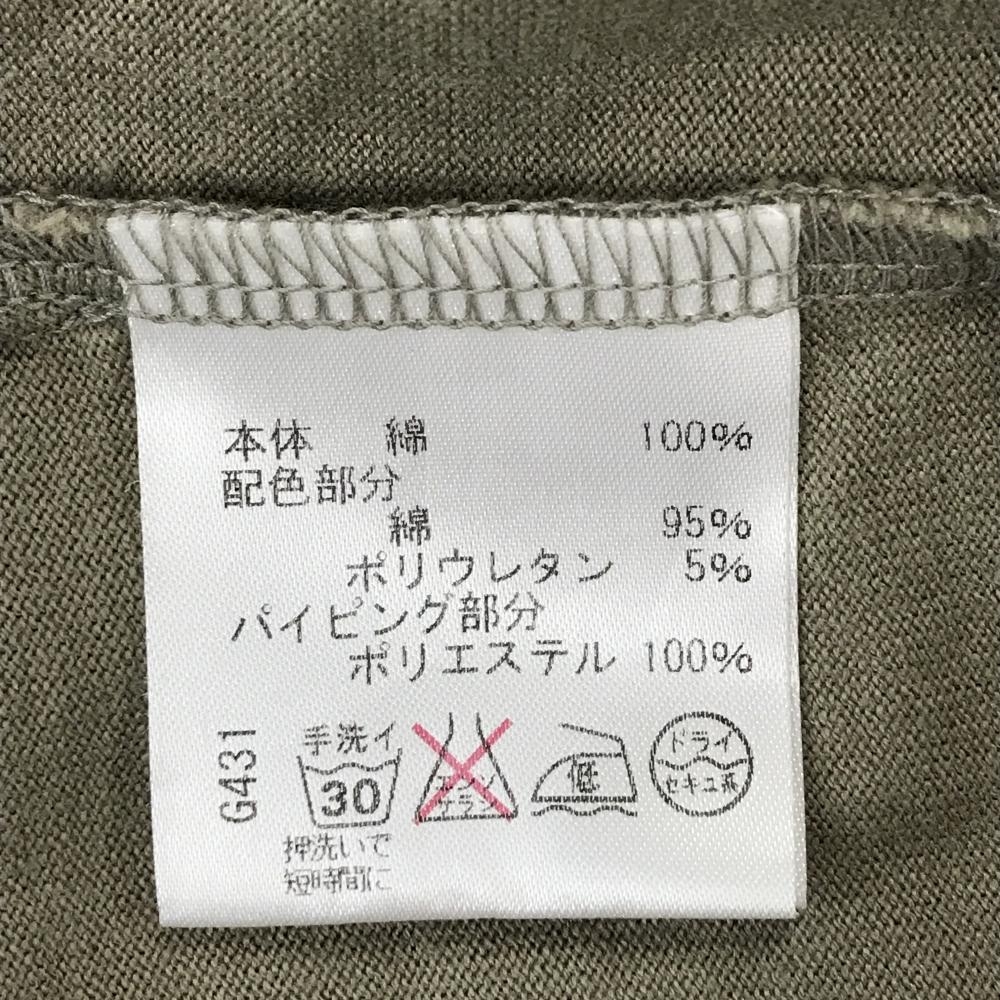 本体 綿 100%
配色部分
綿 95%
ポリウレタン 5%
パイピング部分
ポリエステル 100%
G431
手洗イ
30
押洗いで
短時間に
エンソ
サラシ
低
ドライ
セキユ系